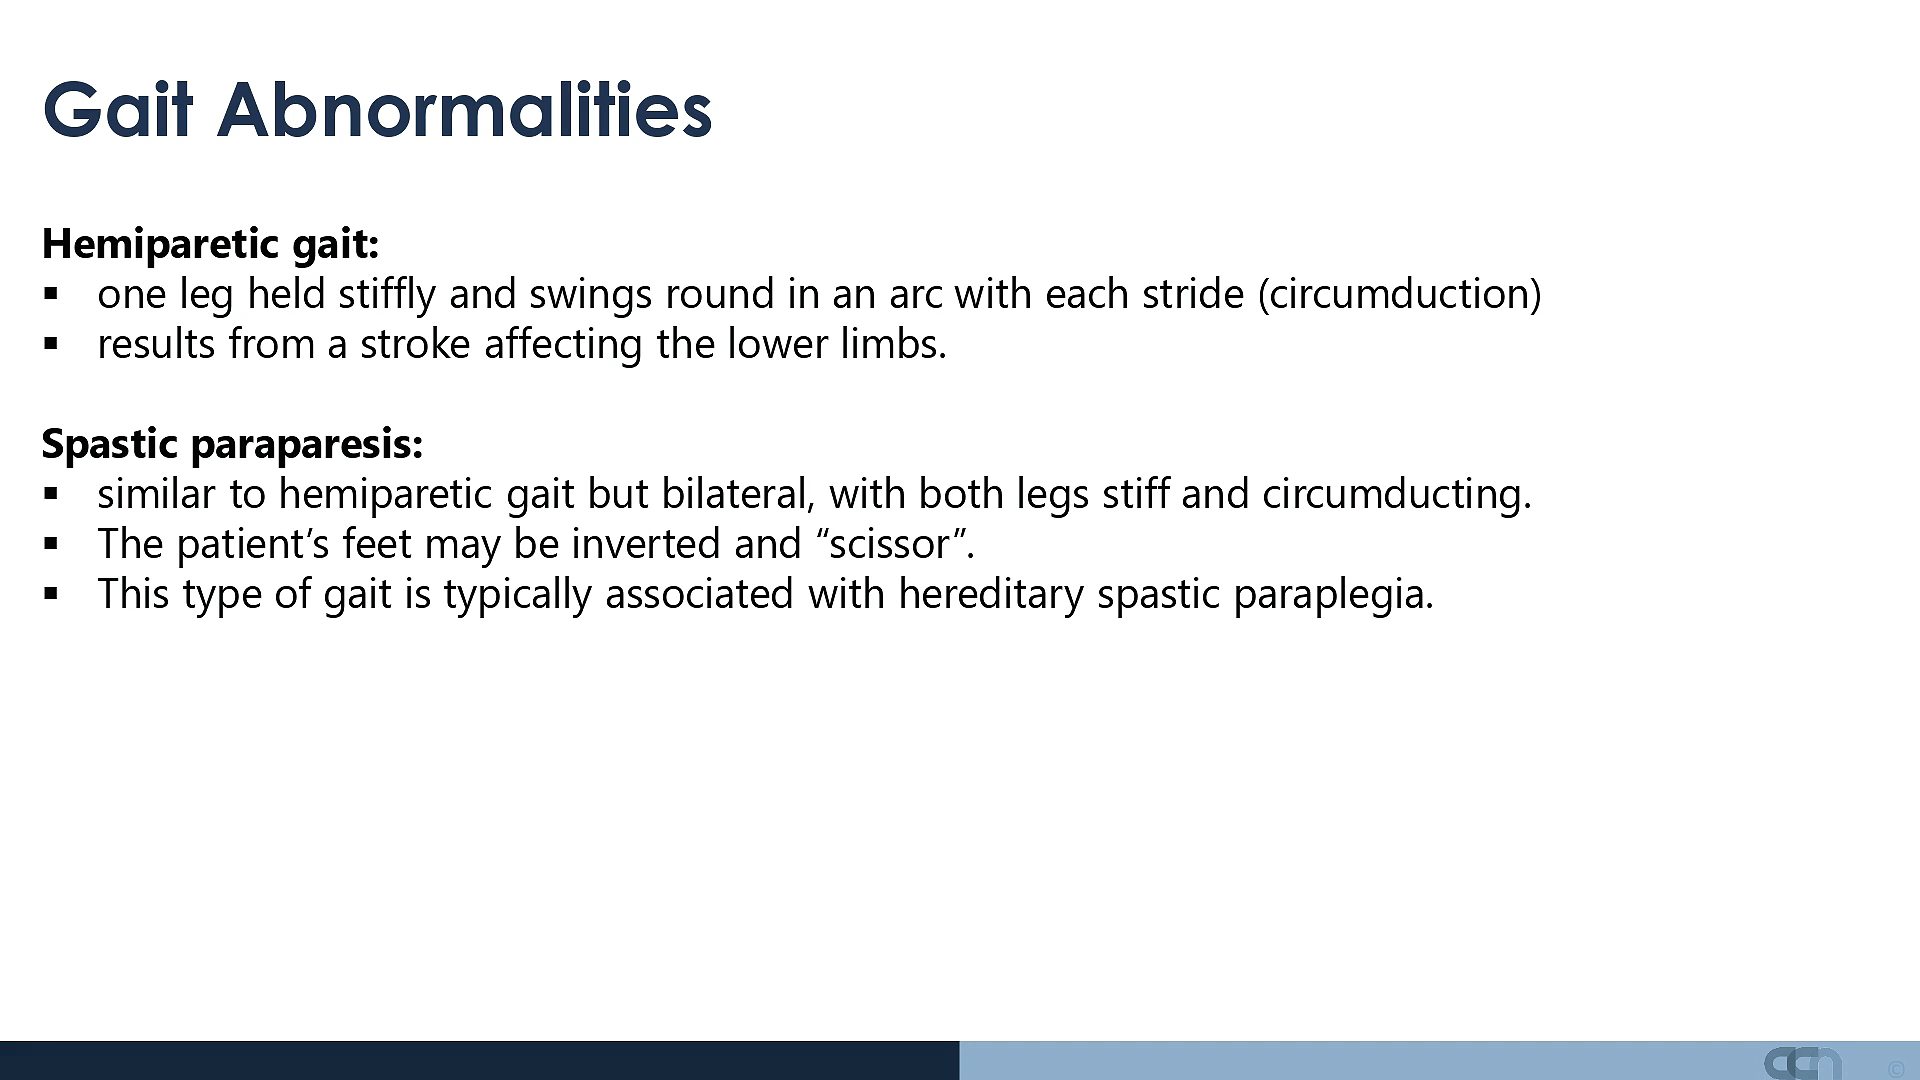 Gait Abnormalities
Hemiparetic gait:
▪ one leg held stiffly and swings round in an arc with each stride (circumduction)
▪ results from a stroke affecting the lower limbs.
Spastic paraparesis:
▪ similar to hemiparetic gait but bilateral, with both legs stiff and circumducting.
▪ The patient’s feet may be inverted and “scissor”.
▪ This type of gait is typically associated with hereditary spastic paraplegia.
©